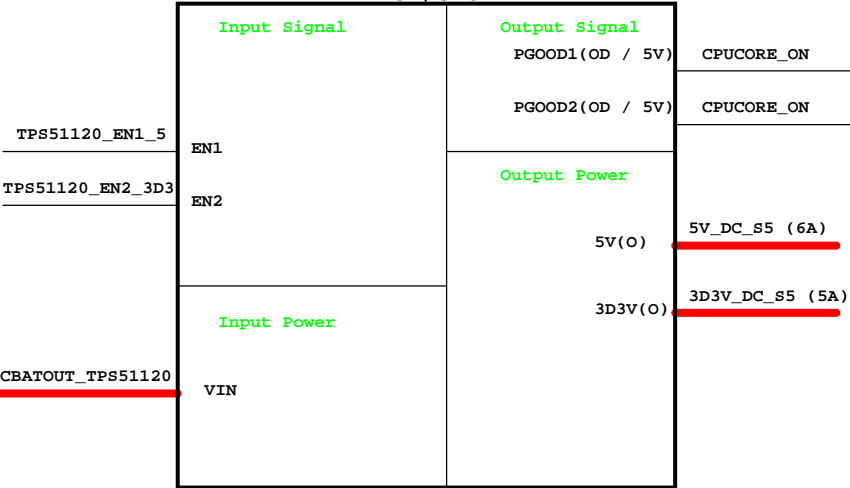 Input Signal
Output Signal
PGOOD1(OD / 5V)
CPUCORE_ON
PGOOD2(OD / 5V)
CPUCORE_ON
TPS51120_EN1_5
EN1
TPS51120_EN2_3D3
EN2
Output Power
5V(O)
5V_DC_S5 (6A)
3D3V(O)
3D3V_DC_S5 (5A)
Input Power
CBATOUT_TPS51120
VIN